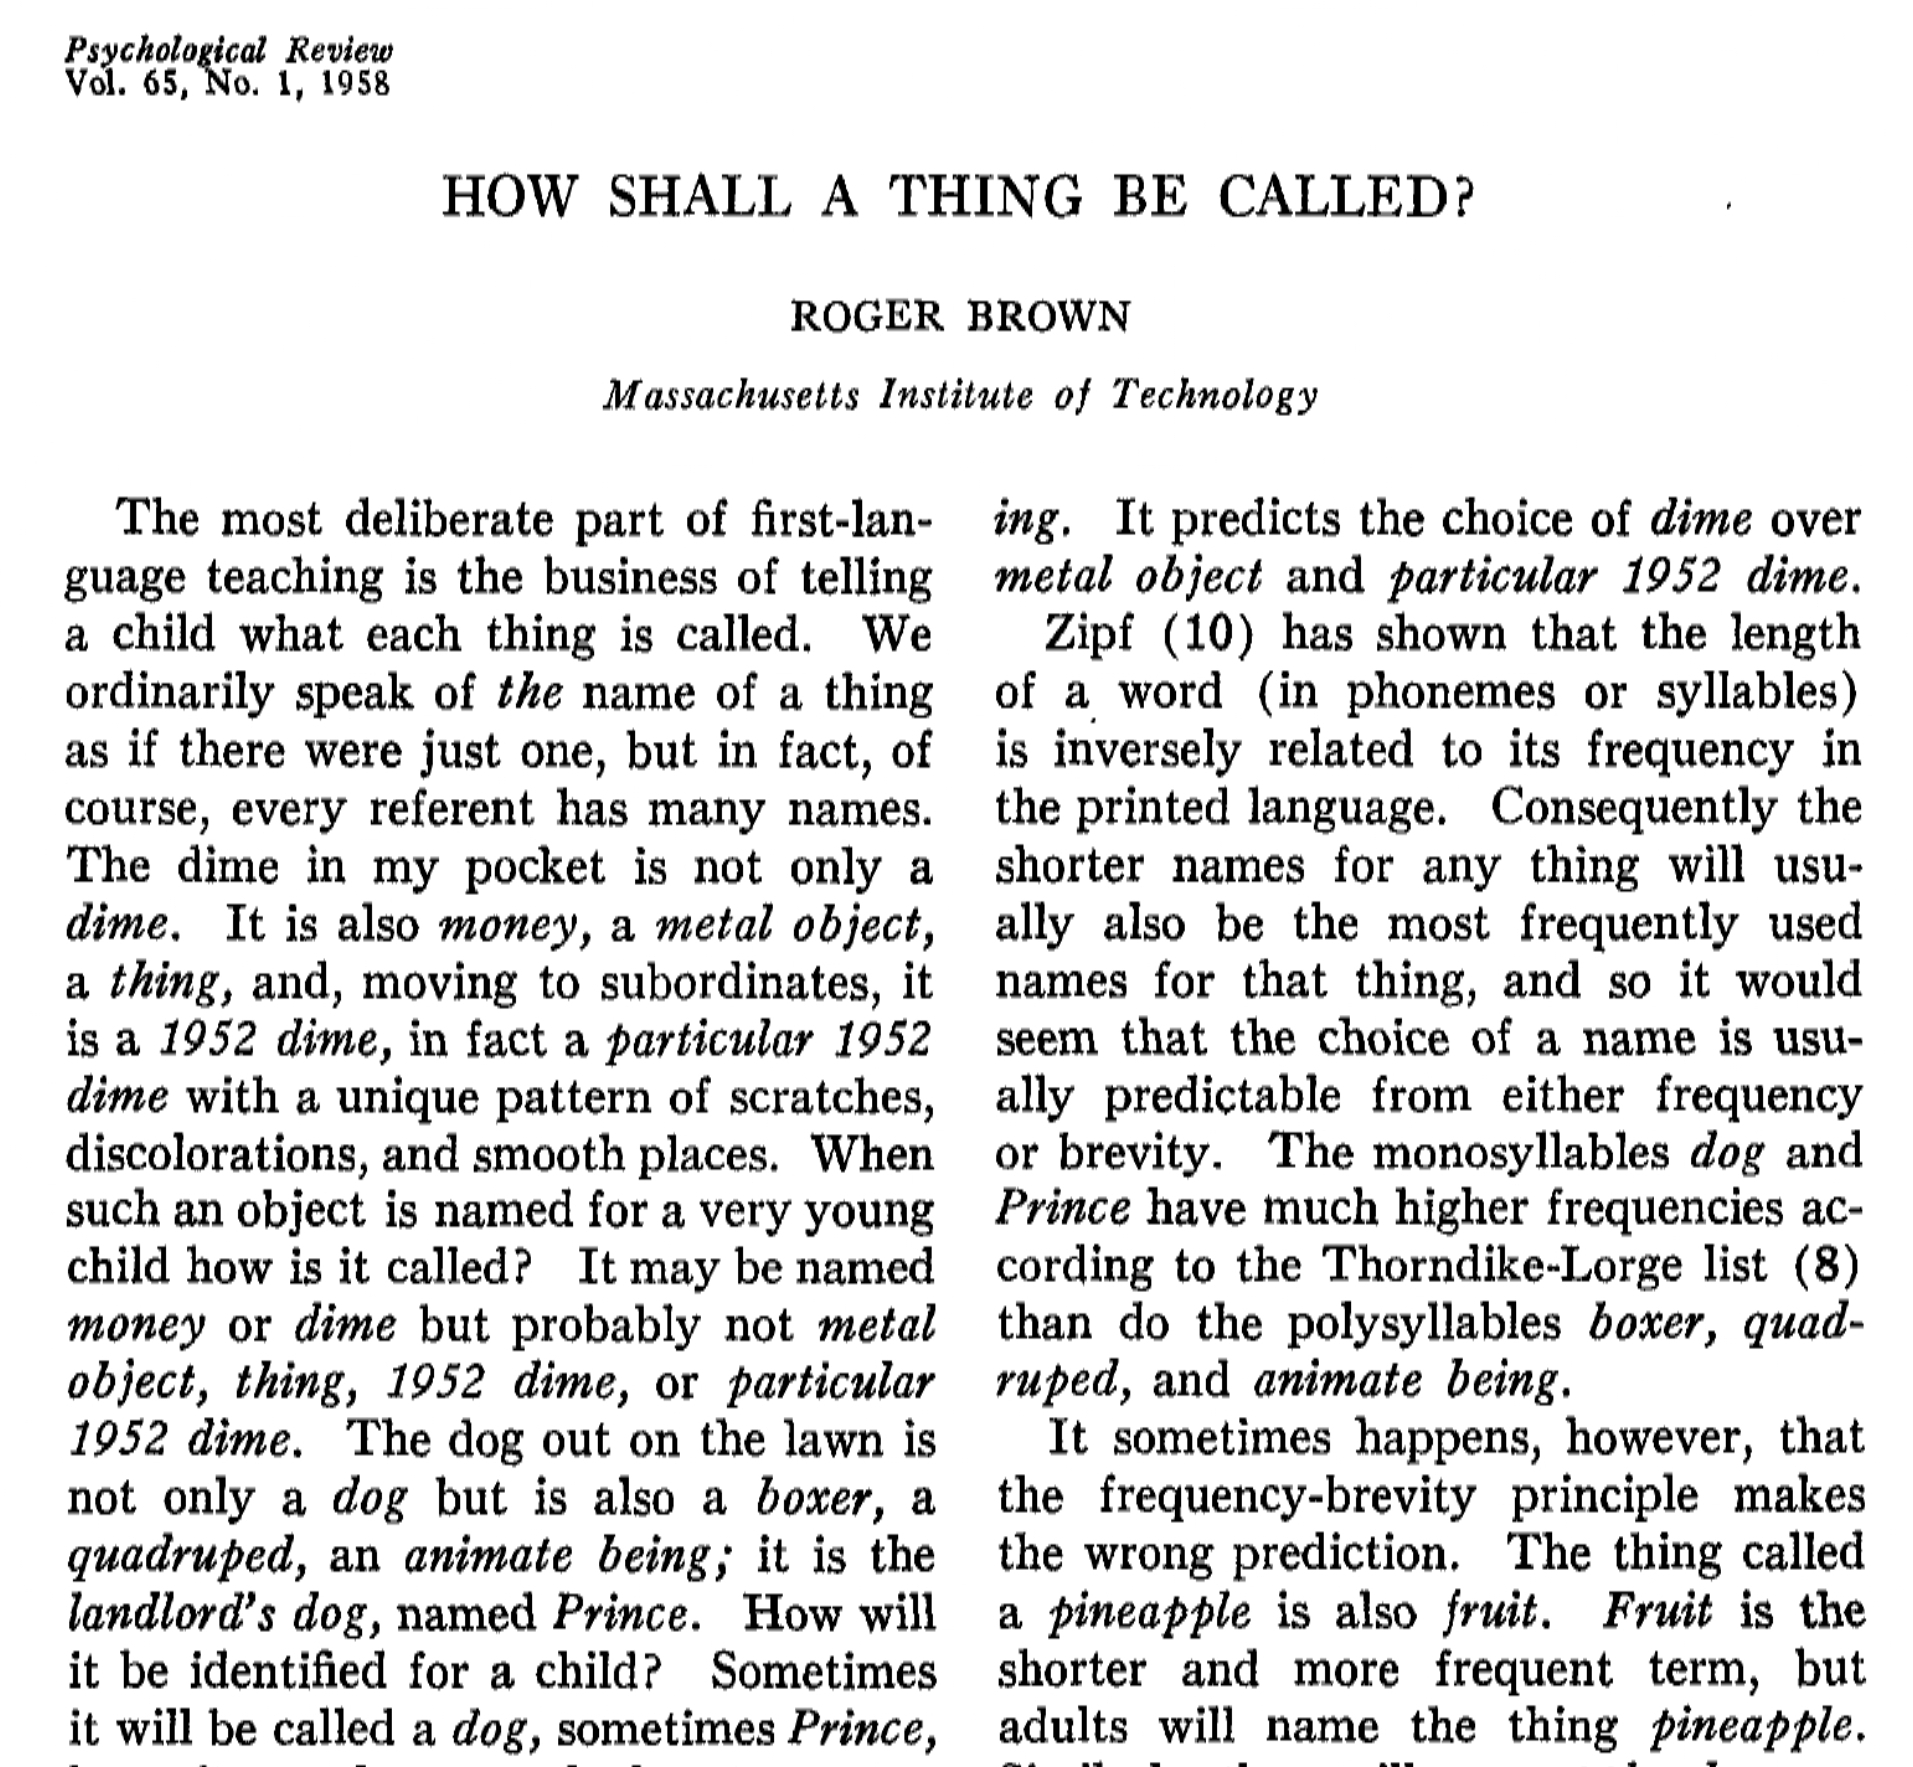 Psychological Review
Vol. 65, No. 1, 1958
HOW SHALL A THING BE CALLED?
ROGER BROWN
Massachusetts Institute of Technology
The most deliberate part of first-lan-
guage teaching is the business of telling
a child what each thing is called. We
ordinarily speak of the name of a thing
as if there were just one, but in fact, of
course, every referent has many names.
The dime in my pocket is not only a
dime. It is also money, a metal object,
a thing, and, moving to subordinates, it
is a 1952 dime, in fact a particular 1952
dime with a unique pattern of scratches,
discolorations, and smooth places. When
such an object is named for a very young
child how is it called? It may be named
money or dime but probably not metal
object, thing, 1952 dime, or particular
1952 dime. The dog out on the lawn is
not only a dog but is also a boxer, a
quadruped, an animate being; it is the
landlord's dog, named Prince. How will
it be identified for a child? Sometimes
it will be called a dog, sometimes Prince,
ing. It predicts the choice of dime over
metal object and particular 1952 dime.
Zipf (10) has shown that the length
of a word (in phonemes or syllables)
is inversely related to its frequency in
the printed language. Consequently the
shorter names for any thing will usu-
ally also be the most frequently used
names for that thing, and so it would
seem that the choice of a name is usu-
ally predictable from either frequency
or brevity. The monosyllables dog and
Prince have much higher frequencies ac-
cording to the Thorndike-Lorge list (8)
than do the polysyllables boxer, quad-
ruped, and animate being.
It sometimes happens, however, that
the frequency-brevity principle makes
the wrong prediction. The thing called
a pineapple is also fruit. Fruit is the
shorter and more frequent term, but
adults will name the thing pineapple.